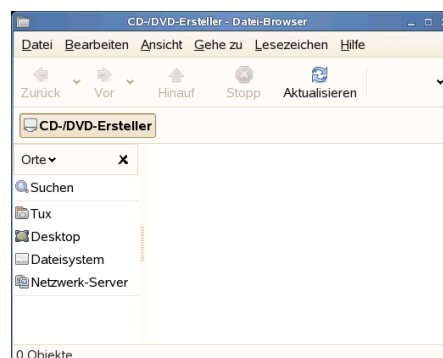 CD-/DVD-Ersteller - Datei-Browser
Datei Bearbeiten Ansicht Gehe zu Lesezeichen Hilfe
Zurück Vor Hinauf Stopp Aktualisieren
CD-/DVD-Ersteller
Orte
Suchen
Tux
Desktop
Dateisystem
Netzwerk-Server
0 Objekte